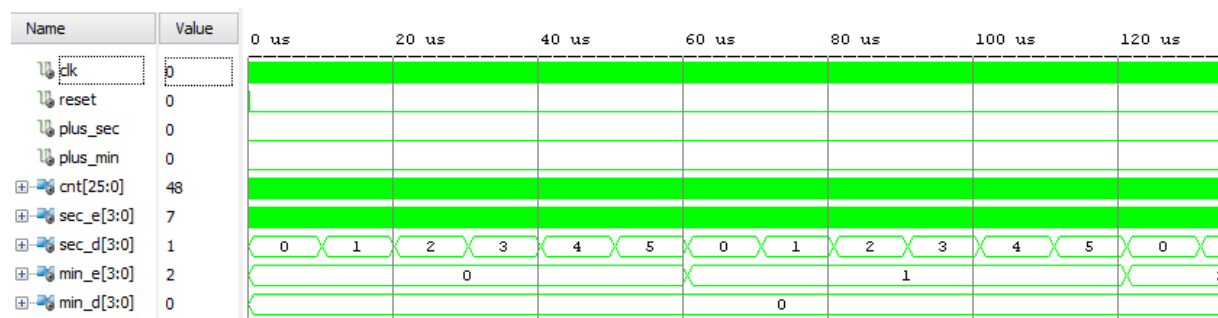 Name Value 0 us 20 us 40 us 60 us 80 us 100 us 120 us
clk 0
reset 0
plus_sec 0
plus_min 0
cnt[25:0] 48
sec_e[3:0] 7
sec_d[3:0] 1 0 1 2 3 4 5 0 1 2 3 4 5 0
min_e[3:0] 2 0 1
min_d[3:0] 0 0